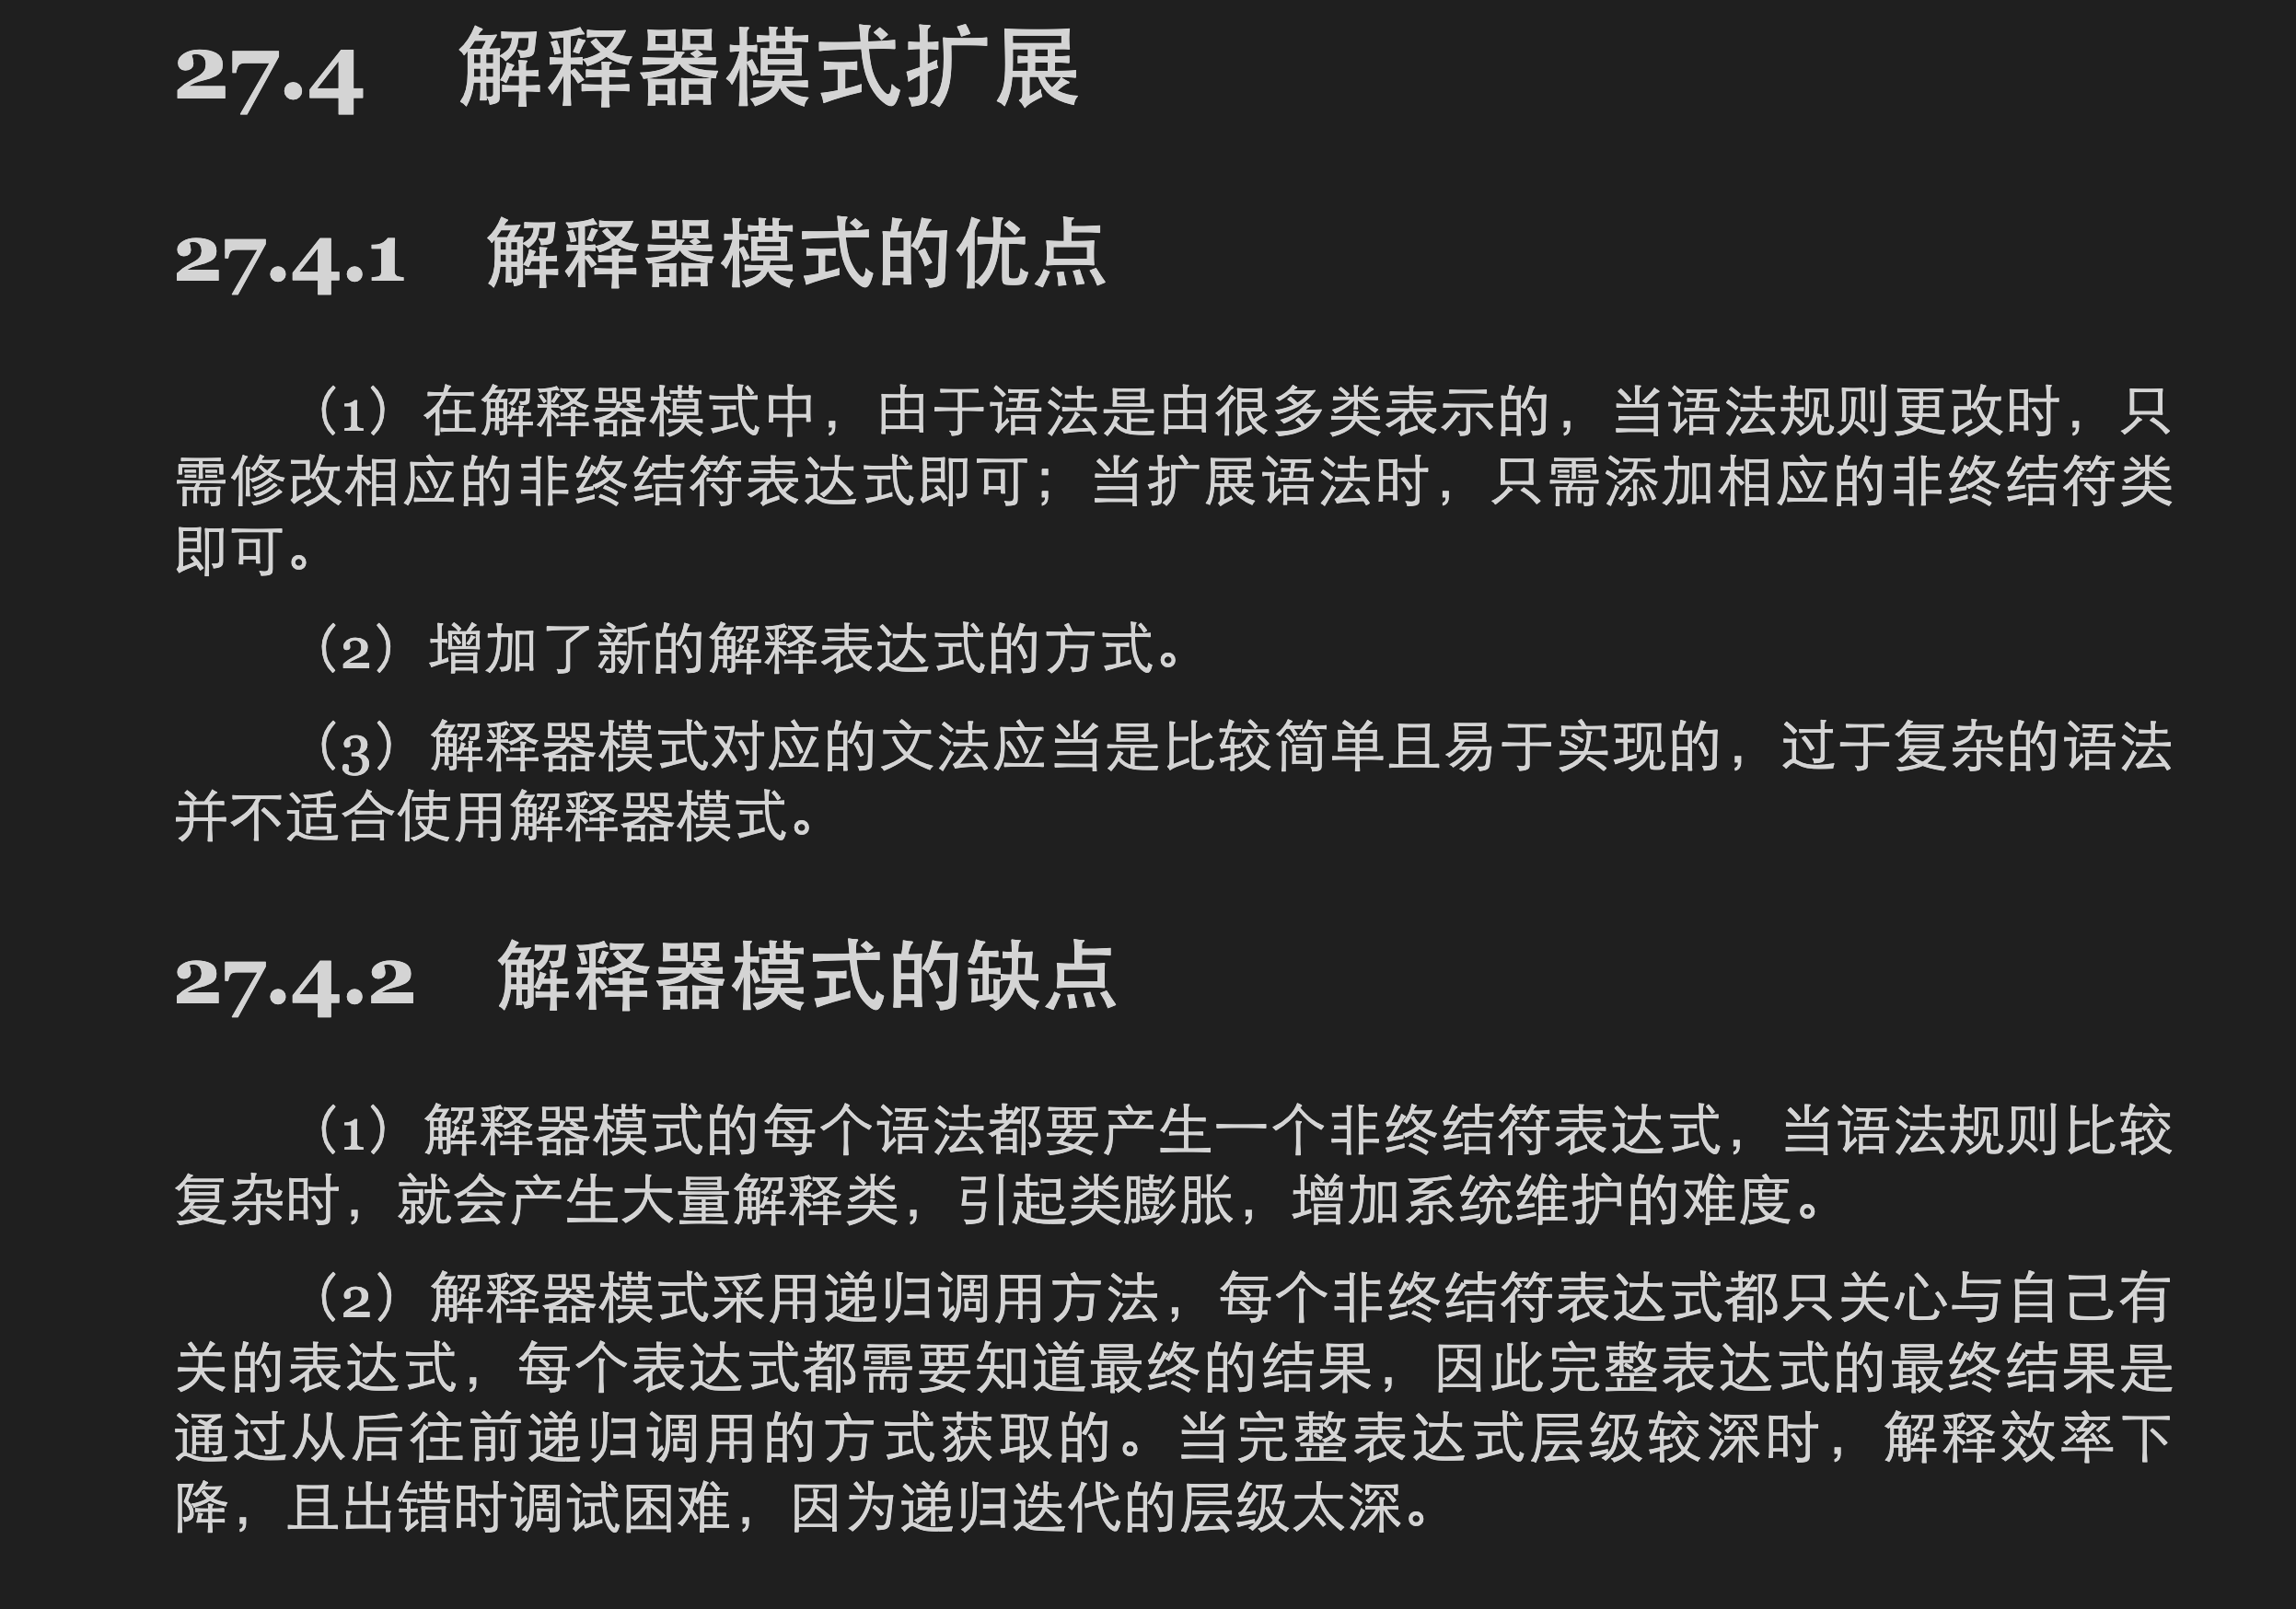 27.4 解释器模式扩展
27.4.1 解释器模式的优点
（1）在解释器模式中，由于语法是由很多类表示的，当语法规则更改时，只
需修改相应的非终结符表达式即可；当扩展语法时，只需添加相应的非终结符类
即可。
（2）增加了新的解释表达式的方式。
（3）解释器模式对应的文法应当是比较简单且易于实现的，过于复杂的语法
并不适合使用解释器模式。
27.4.2 解释器模式的缺点
（1）解释器模式的每个语法都要产生一个非终结符表达式，当语法规则比较
复杂时，就会产生大量解释类，引起类膨胀，增加系统维护的难度。
（2）解释器模式采用递归调用方法，每个非终结符表达式都只关心与自己有
关的表达式，每个表达式都需要知道最终的结果，因此完整表达式的最终结果是
通过从后往前递归调用的方式获取的。当完整表达式层级较深时，解释效率下
降，且出错时调试困难，因为递归迭代的层级太深。